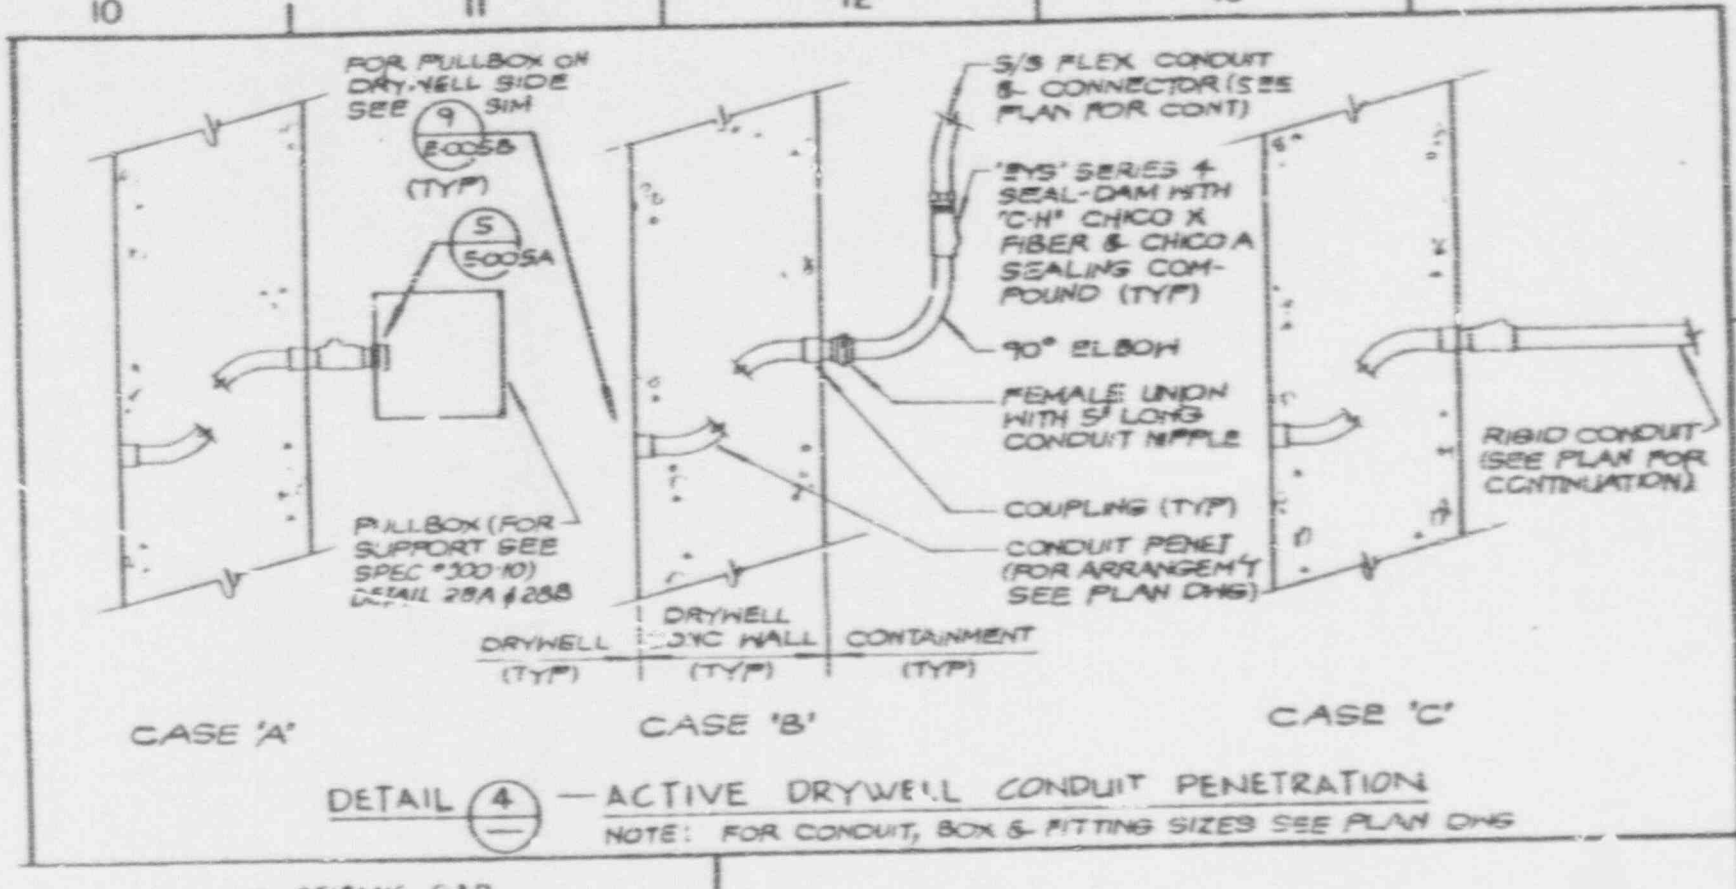 10
11
12
FOR PULLBOX ON
DRYWELL SIDE
SEE
SIM
9
E-005B
(TYP)
5
E-005A
PULLBOX (FOR
SUPPORT SEE
SPEC
DETAIL 28A & 28B
S/S FLEX CONDUIT
& CONNECTOR (SEE
PLAN FOR CONT)
'EYS' SERIES 4
SEAL-DAM WITH
"C-H" CHICO X
FIBER & CHICO A
SEALING COM-
POUND (TYP)
90° ELBOW
FEMALE UNION
WITH 5" LONG
CONDUIT NIPPLE
COUPLING (TYP)
CONDUIT PENET
(FOR ARRANGEM'T
SEE PLAN DWG)
RIGID CONDUIT
(SEE PLAN FOR
CONTINUATION)
DRYWELL
(TYP)
DRYWELL
WALL
(TYP)
CONTAINMENT
(TYP)
CASE 'A'
CASE 'B'
CASE 'C'
DETAIL 4 — ACTIVE DRYWELL CONDUIT PENETRATION
NOTE: FOR CONDUIT, BOX & FITTING SIZES SEE PLAN DWG